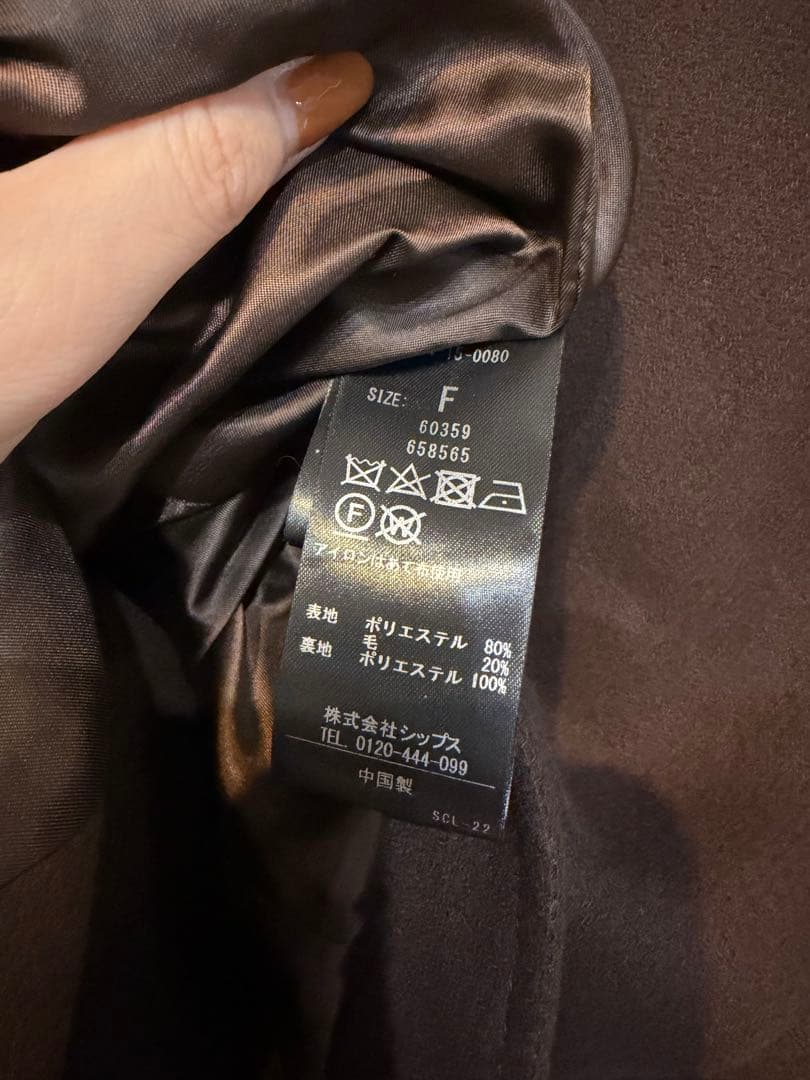 -0080
SIZE: F
60359
658565
F
W
アイロンはあて布使用
表地 ポリエステル 80%
毛 20%
裏地 ポリエステル 100%
株式会社シップス
TEL. 0120-444-099
中国製
SCL-22